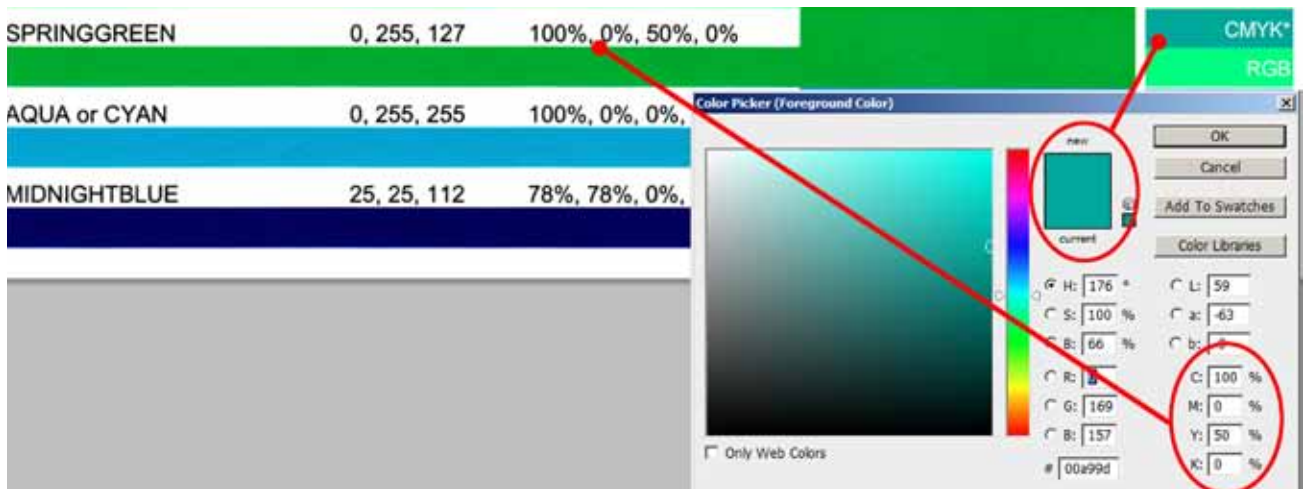 SPRINGGREEN 0, 255, 127 100%, 0%, 50%, 0% CMYK*
RGB
AQUA or CYAN 0, 255, 255 100%, 0%, 0%,
MIDNIGHTBLUE 25, 25, 112 78%, 78%, 0%,
Color Picker (Foreground Color)
new
current
OK
Cancel
Add To Swatches
Color Libraries
H: 176 ° L: 59
S: 100 % a: -63
B: 66 % b:
R: C: 100 %
G: 169 M: 0 %
B: 157 Y: 50 %
# 00a99d K: 0 %
Only Web Colors